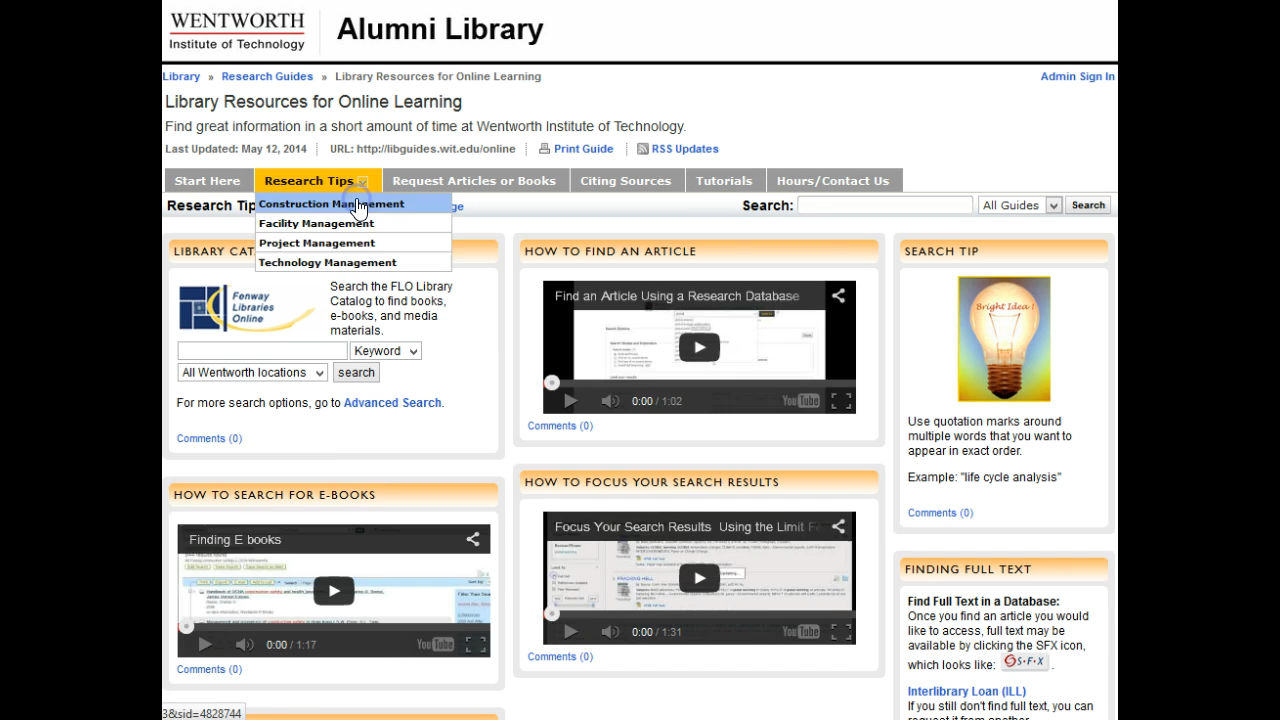 WENTWORTH
Institute of Technology
Alumni Library
Library » Research Guides » Library Resources for Online Learning
Admin Sign In
Library Resources for Online Learning
Find great information in a short amount of time at Wentworth Institute of Technology.
Last Updated: May 12, 2014 URL: http://libguides.wit.edu/online Print Guide RSS Updates
Start Here Research Tips Request Articles or Books Citing Sources Tutorials Hours/Contact Us
Construction Management
Facility Management
Project Management
Technology Management
Search: All Guides Search
HOW TO FIND AN ARTICLE
SEARCH TIP
Fenway
Libraries
Online
Search the FLO Library
Catalog to find books,
e-books, and media
materials.
Keyword
All Wentworth locations search
For more search options, go to Advanced Search.
Comments (0)
Find an Article Using a Research Database
0:00 / 1:02 YouTube
Comments (0)
Bright Idea !
Use quotation marks around
multiple words that you want to
appear in exact order.
Example: "life cycle analysis"
Comments (0)
HOW TO SEARCH FOR E-BOOKS
Finding E books
0:00 / 1:17 YouTube
Comments (0)
HOW TO FOCUS YOUR SEARCH RESULTS
Focus Your Search Results Using the Limit
0:00 / 1:31 YouTube
Comments (0)
FINDING FULL TEXT
Find Full Text in a Database:
Once you find an article you would
like to access, full text may be
available by clicking the SFX icon,
which looks like: S·F·X .
Interlibrary Loan (ILL)
If you still don't find full text, you can
3&sid=4828744